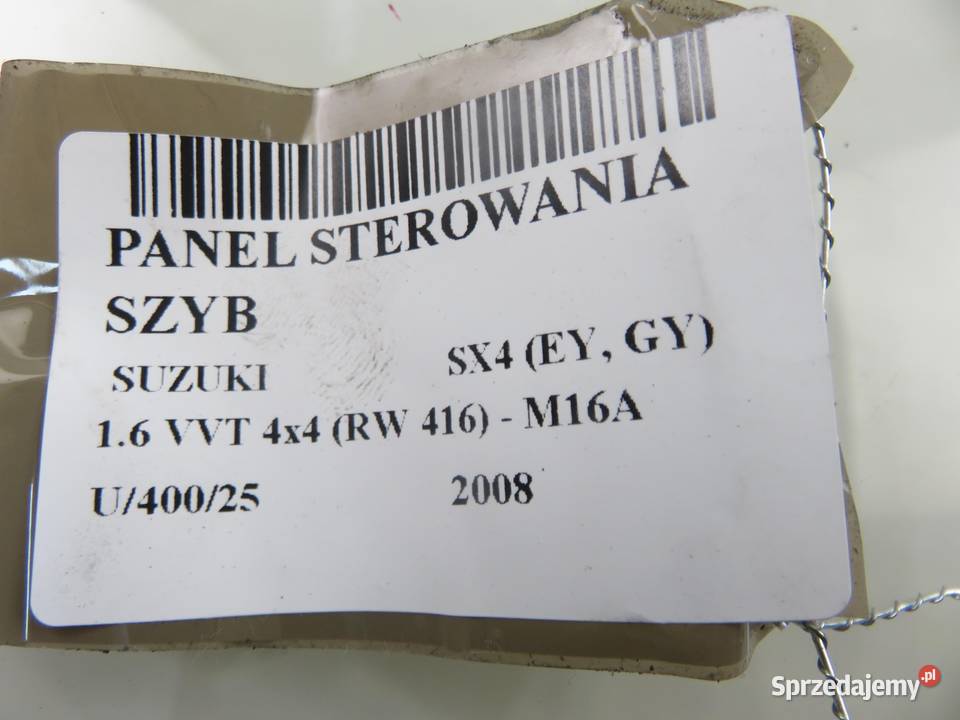 PANEL STEROWANIA
SZYB
SUZUKI SX4 (EY, GY)
1.6 VVT 4x4 (RW 416) - M16A
U/400/25 2008
Sprzedajemy.pl